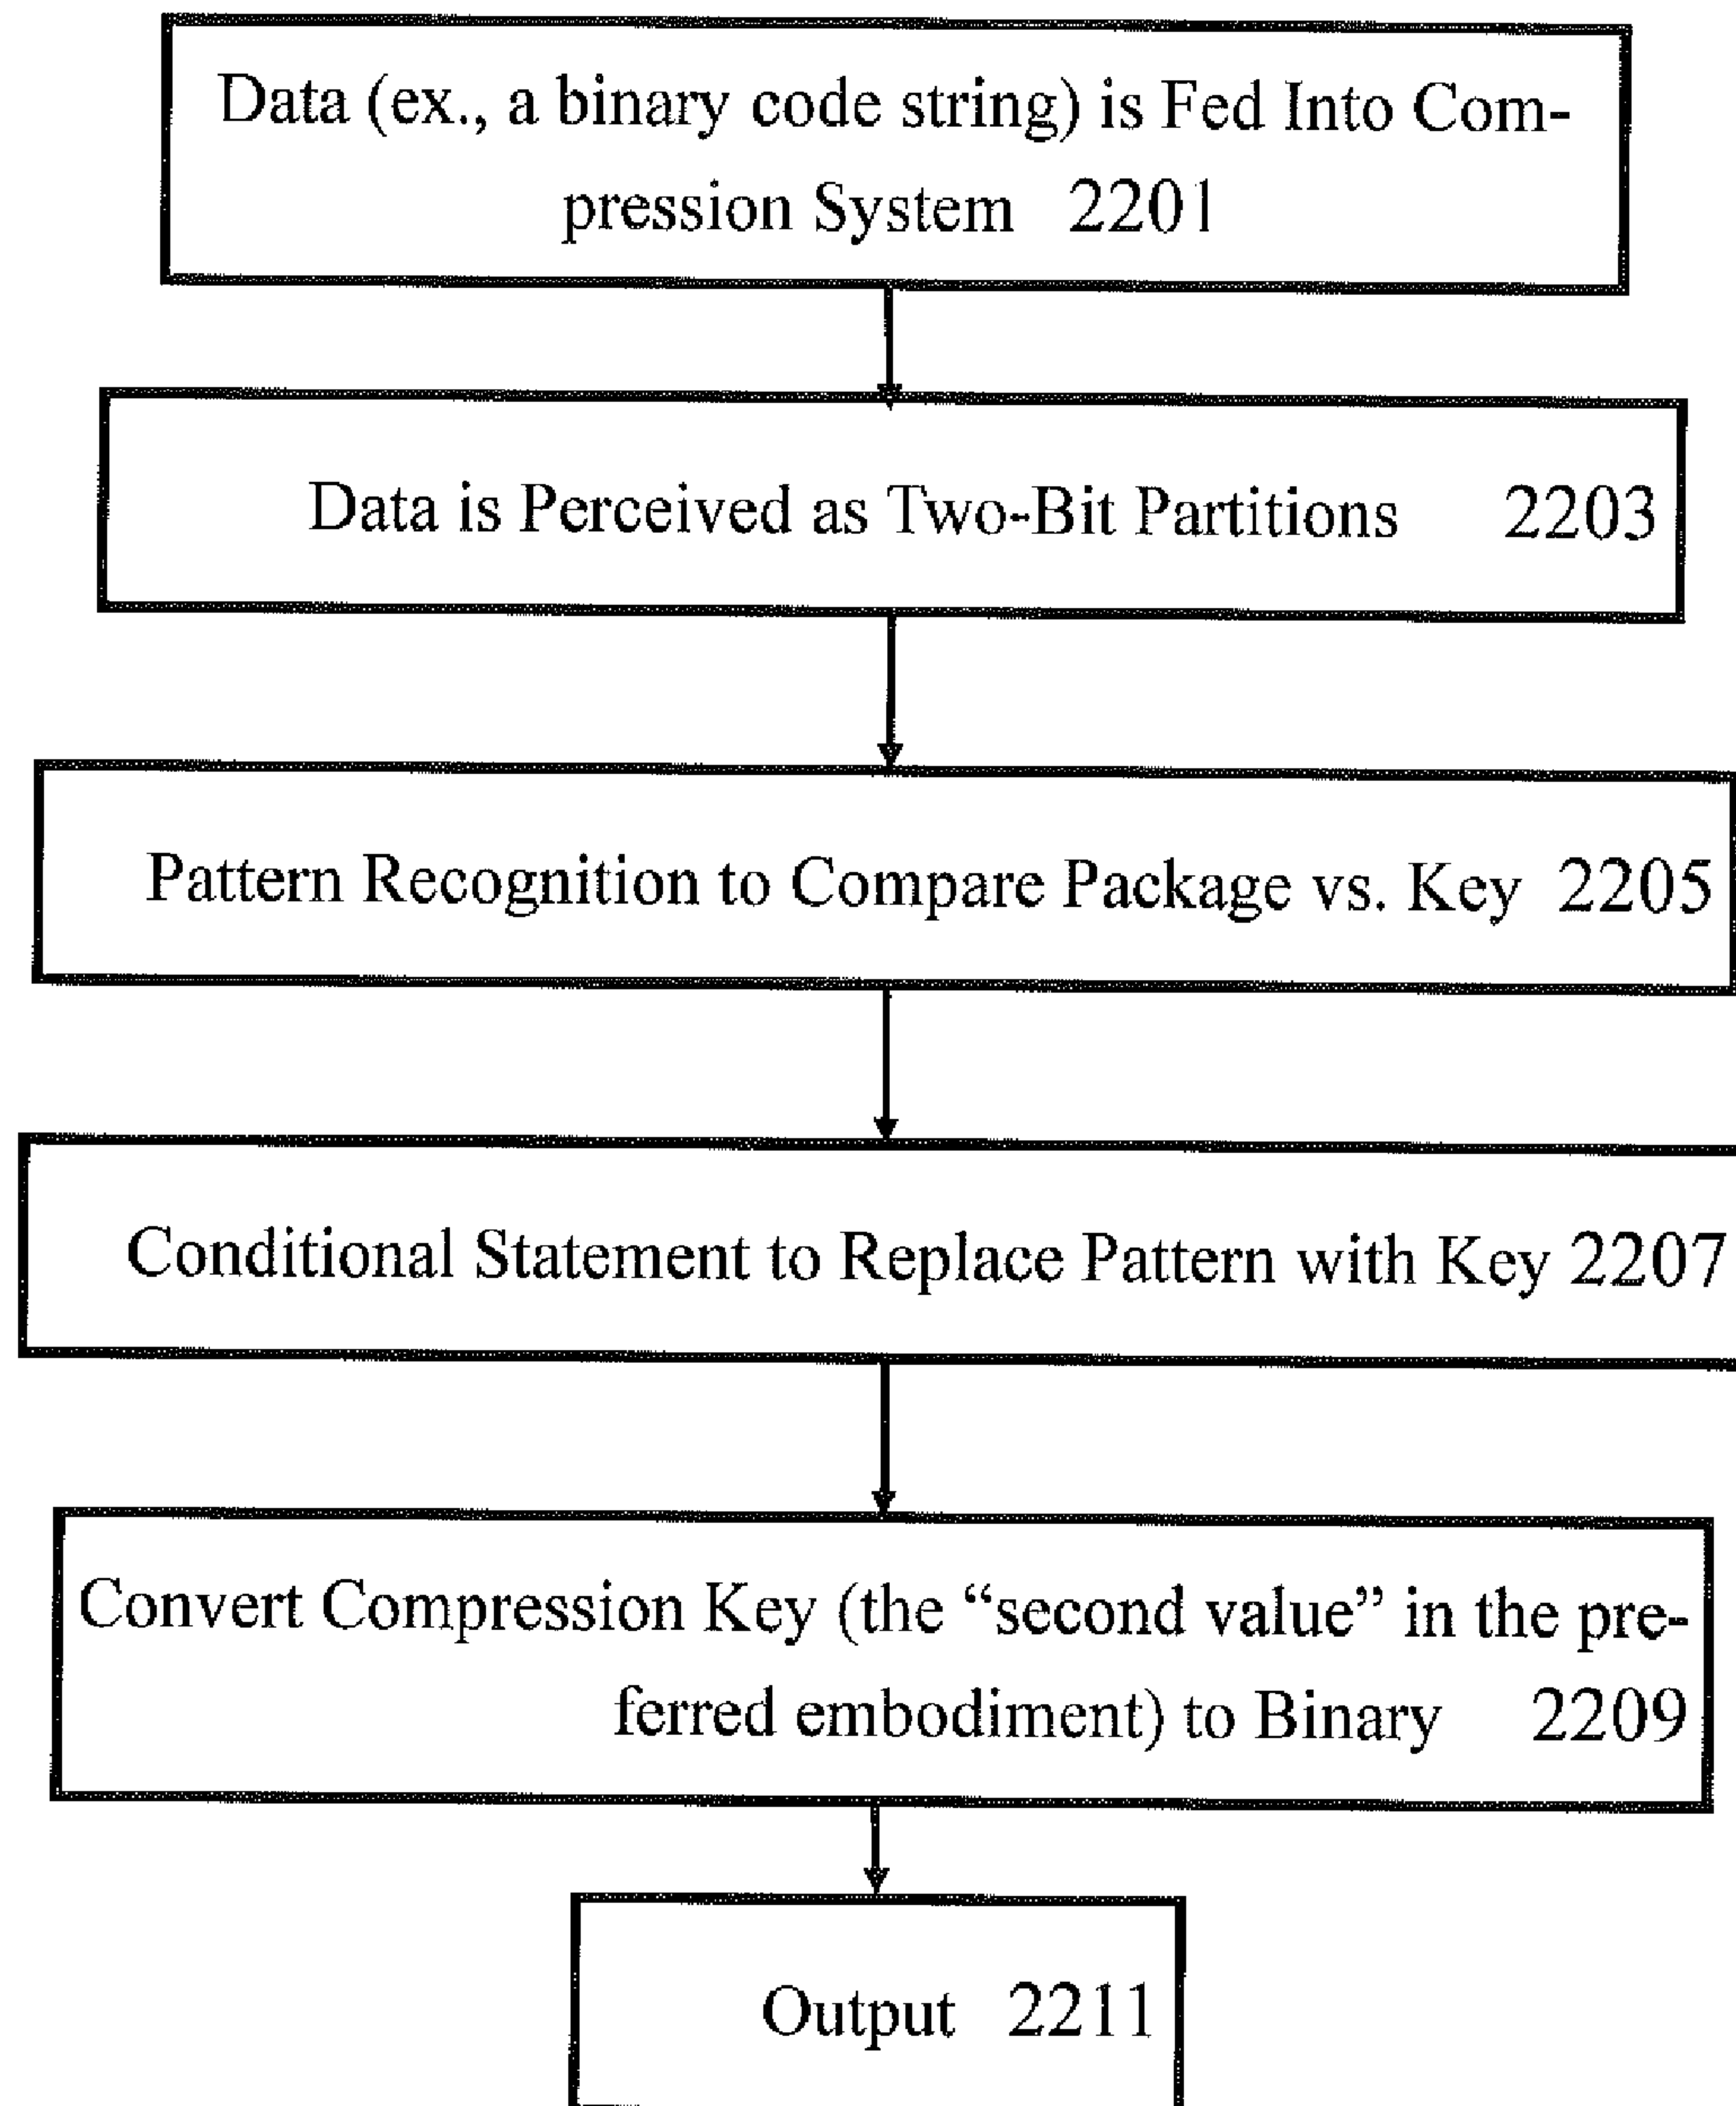 Data (ex., a binary code string) is Fed Into Com-
pression System 2201
Data is Perceived as Two-Bit Partitions 2203
Pattern Recognition to Compare Package vs. Key 2205
Conditional Statement to Replace Pattern with Key 2207
Convert Compression Key (the “second value” in the pre-
ferred embodiment) to Binary 2209
Output 2211